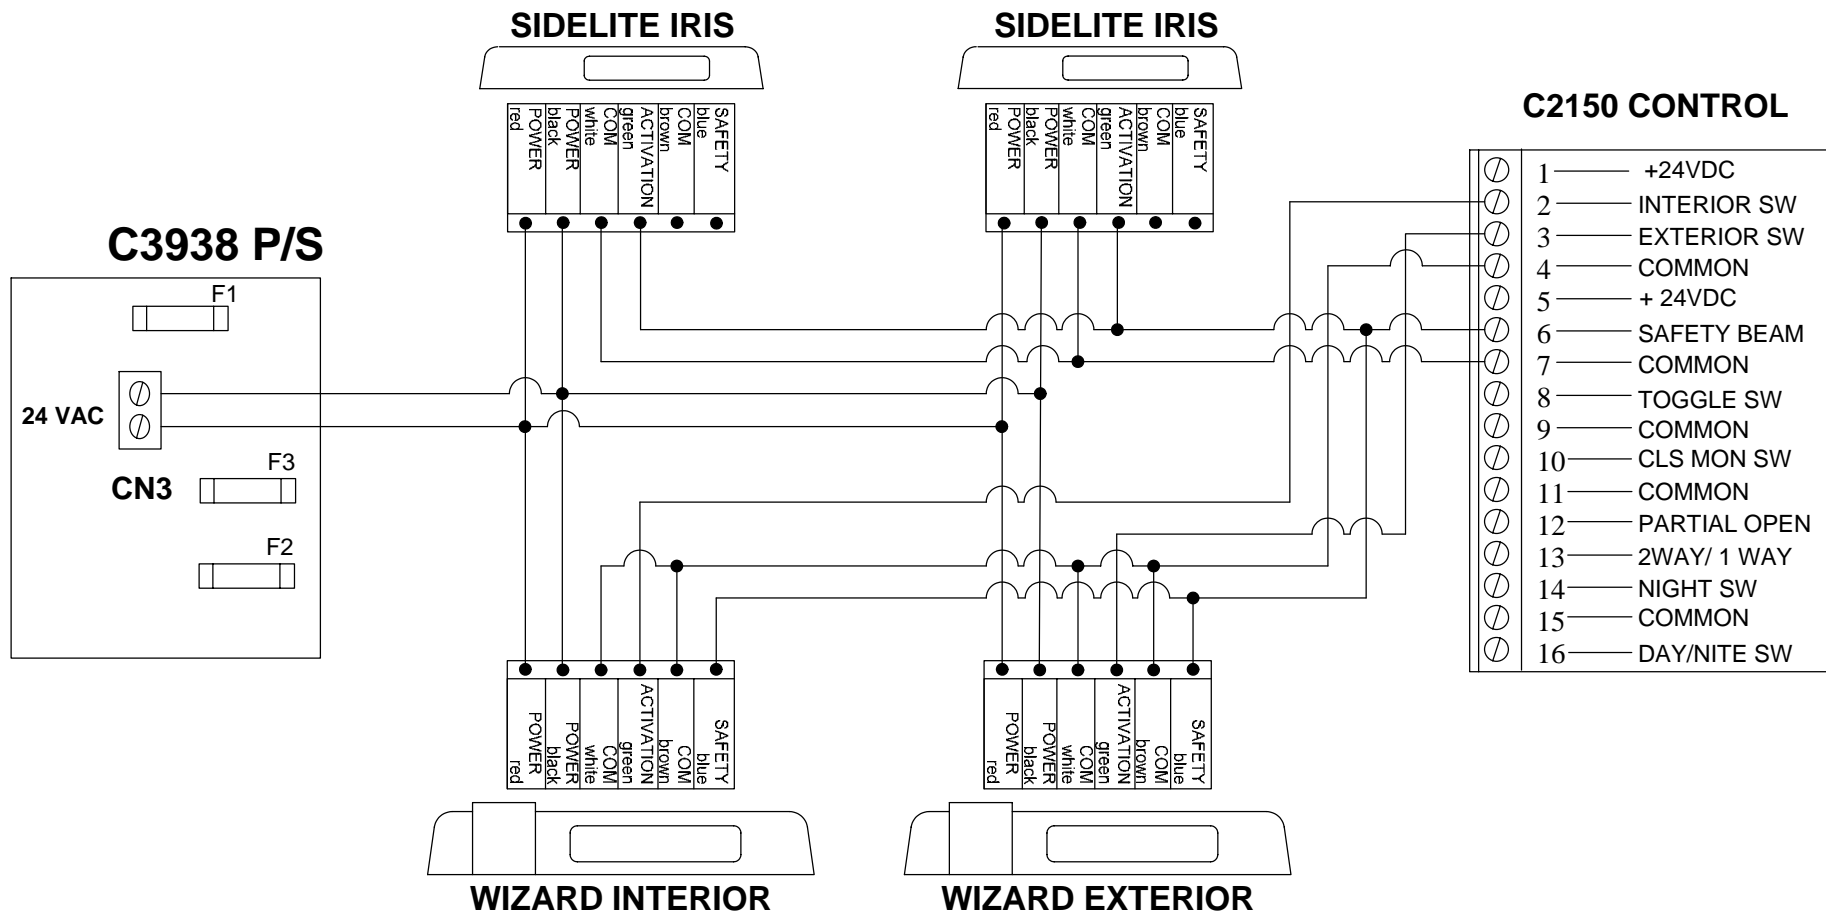 SIDELITE IRIS
SIDELITE IRIS
red
POWER
black
POWER
white
COM
green
ACTIVATION
brown
COM
blue
SAFETY
red
POWER
black
POWER
white
COM
green
ACTIVATION
brown
COM
blue
SAFETY
C2150 CONTROL
1 +24VDC
2 INTERIOR SW
3 EXTERIOR SW
4 COMMON
5 + 24VDC
6 SAFETY BEAM
7 COMMON
8 TOGGLE SW
9 COMMON
10 CLS MON SW
11 COMMON
12 PARTIAL OPEN
13 2WAY/ 1 WAY
14 NIGHT SW
15 COMMON
16 DAY/NITE SW
C3938 P/S
F1
24 VAC
F3
CN3
F2
red
POWER
black
POWER
white
COM
green
ACTIVATION
brown
COM
blue
SAFETY
red
POWER
black
POWER
white
COM
green
ACTIVATION
brown
COM
blue
SAFETY
WIZARD INTERIOR
WIZARD EXTERIOR